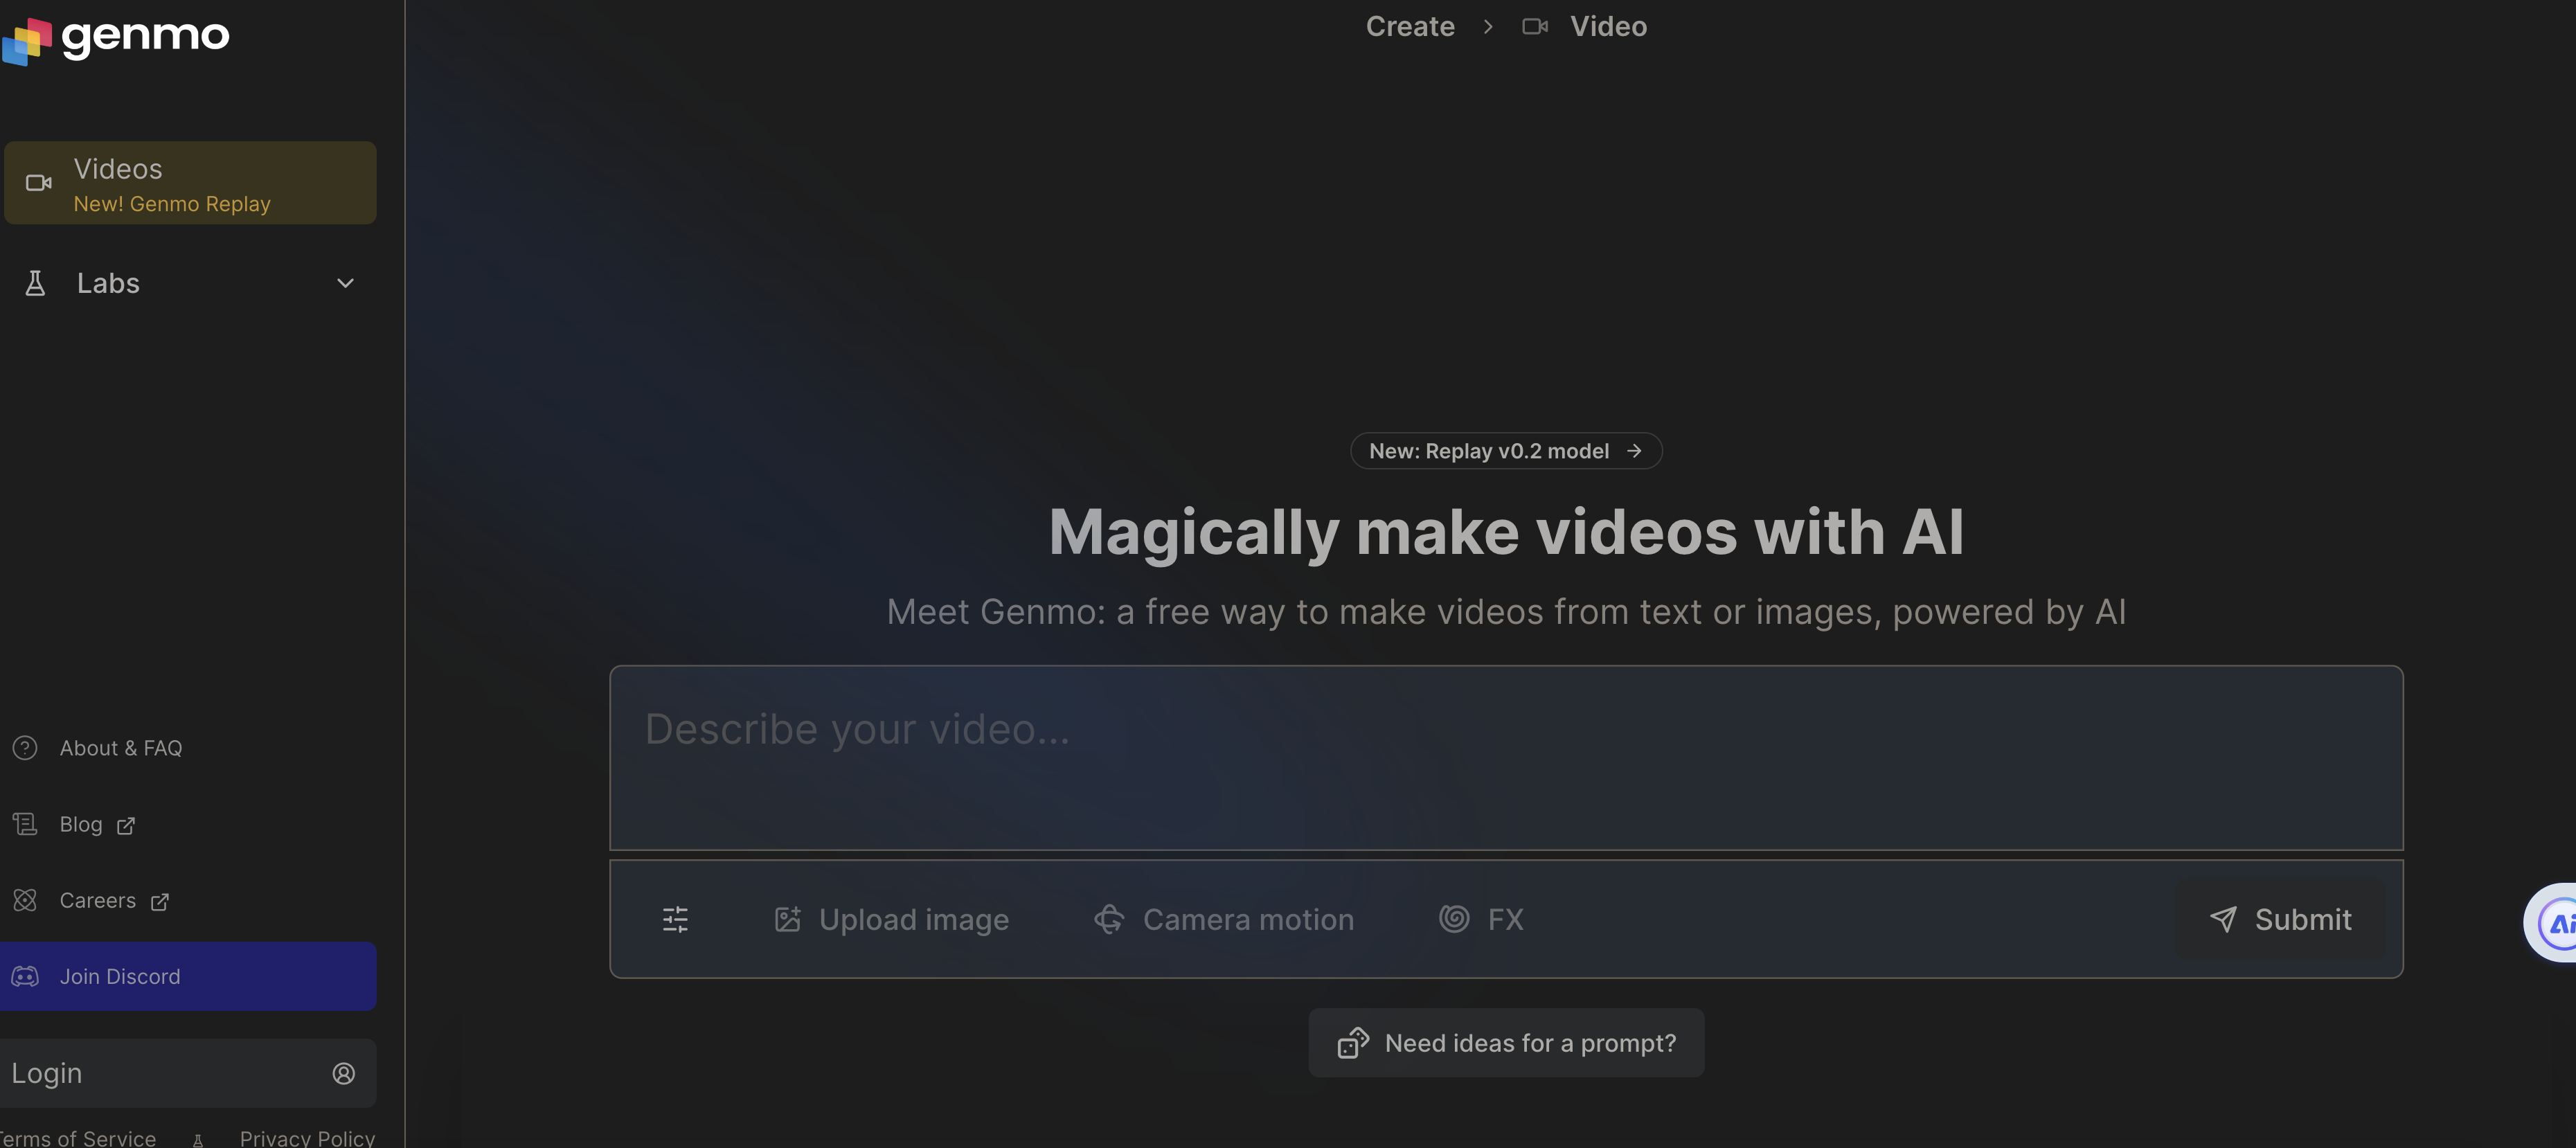 genmo
Videos
New! Genmo Replay
Labs
About & FAQ
Blog
Careers
Join Discord
Login
Terms of Service
Privacy Policy
Create > Video
New: Replay v0.2 model →
Magically make videos with AI
Meet Genmo: a free way to make videos from text or images, powered by AI
Describe your video...
Upload image
Camera motion
FX
Submit
Need ideas for a prompt?
Ai